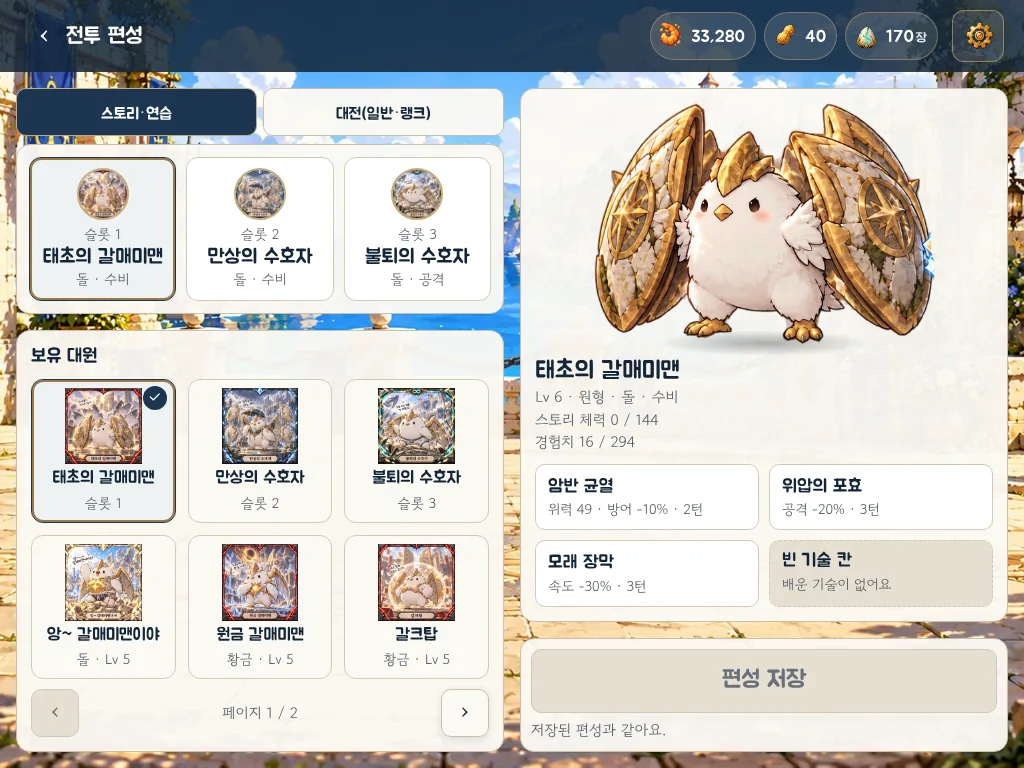 전투 편성
33,280
40
170장
스토리·연습
대전(일반·랭크)
슬롯 1
태초의 갈매미맨
돌 · 수비
슬롯 2
만상의 수호자
돌 · 수비
슬롯 3
불퇴의 수호자
돌 · 공격
보유 대원
태초의 갈매미맨
슬롯 1
만상의 수호자
슬롯 2
불퇴의 수호자
슬롯 3
앙~ 갈매미맨이야
돌 · Lv 5
원금 갈매미맨
황금 · Lv 5
갈크탑
황금 · Lv 5
페이지 1 / 2
태초의 갈매미맨
Lv 6 · 원형 · 돌 · 수비
스토리 체력 0 / 144
경험치 16 / 294
암반 균열
위력 49 · 방어 -10% · 2턴
위압의 포효
공격 -20% · 3턴
모래 장막
속도 -30% · 3턴
빈 기술 칸
배운 기술이 없어요
편성 저장
저장된 편성과 같아요.